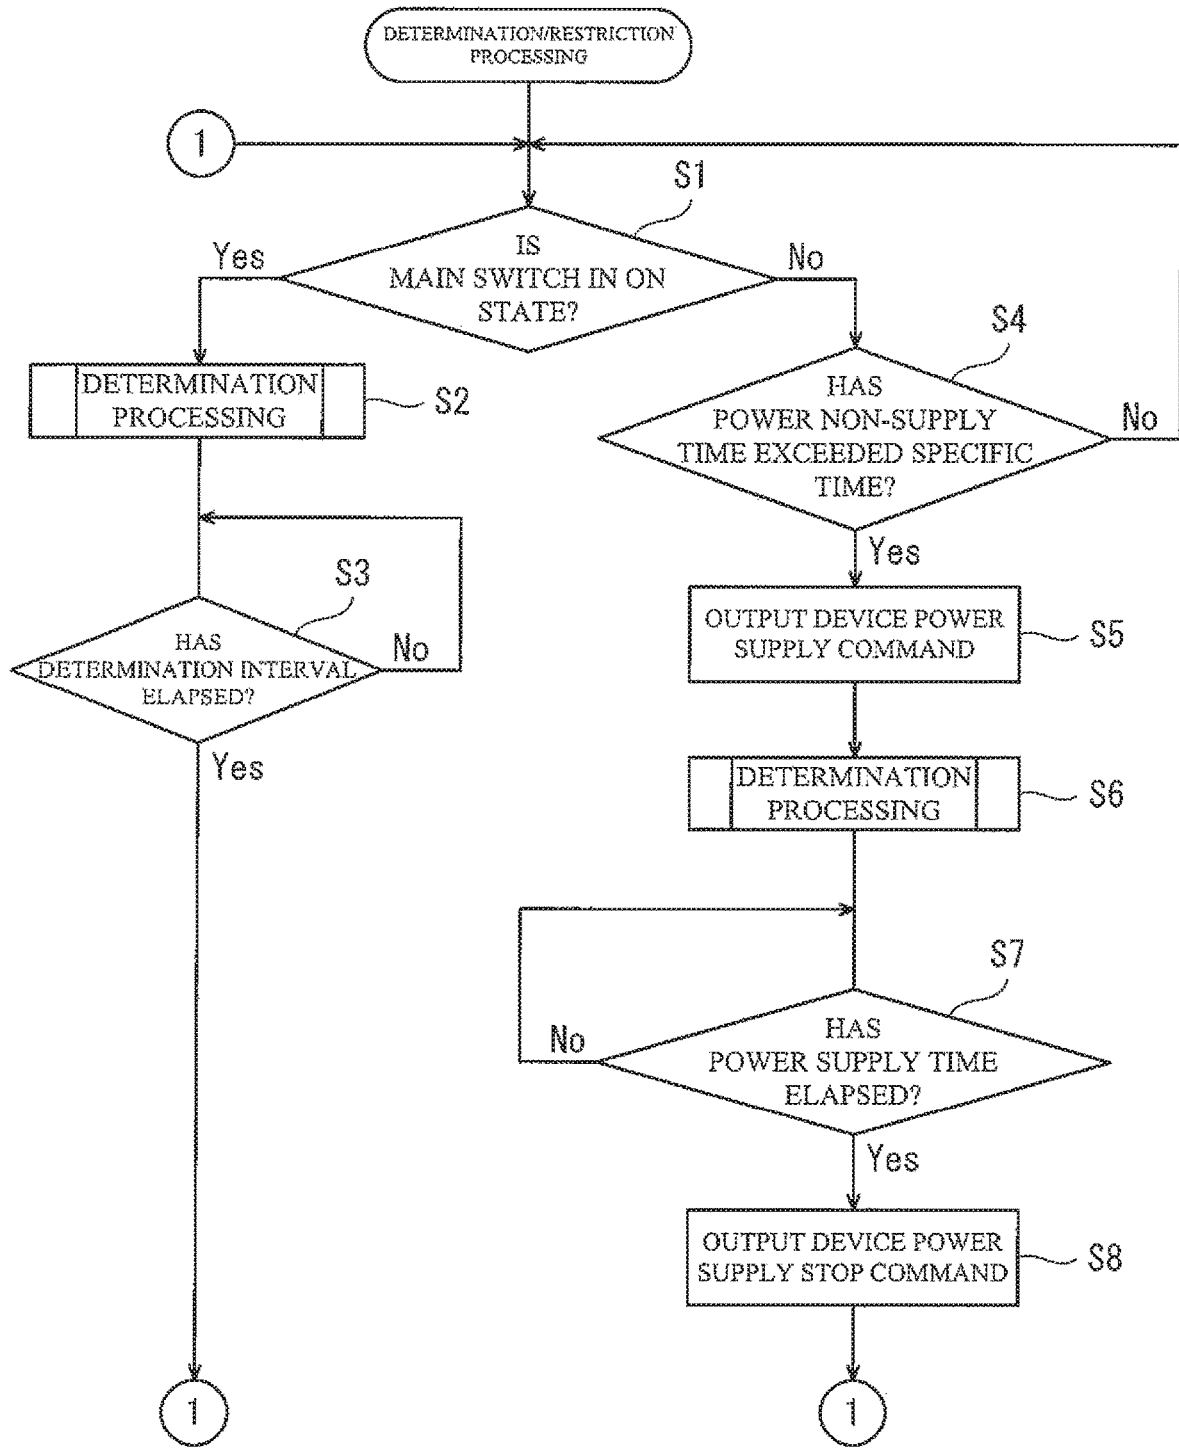 DETERMINATION/RESTRICTION
PROCESSING
1
S1
IS
MAIN SWITCH IN ON
STATE?
Yes
No
DETERMINATION
PROCESSING
S2
S4
HAS
POWER NON-SUPPLY
TIME EXCEEDED SPECIFIC
TIME?
No
Yes
S3
HAS
DETERMINATION INTERVAL
ELAPSED?
No
Yes
OUTPUT DEVICE POWER
SUPPLY COMMAND
S5
DETERMINATION
PROCESSING
S6
S7
HAS
POWER SUPPLY TIME
ELAPSED?
No
Yes
OUTPUT DEVICE POWER
SUPPLY STOP COMMAND
S8
1
1